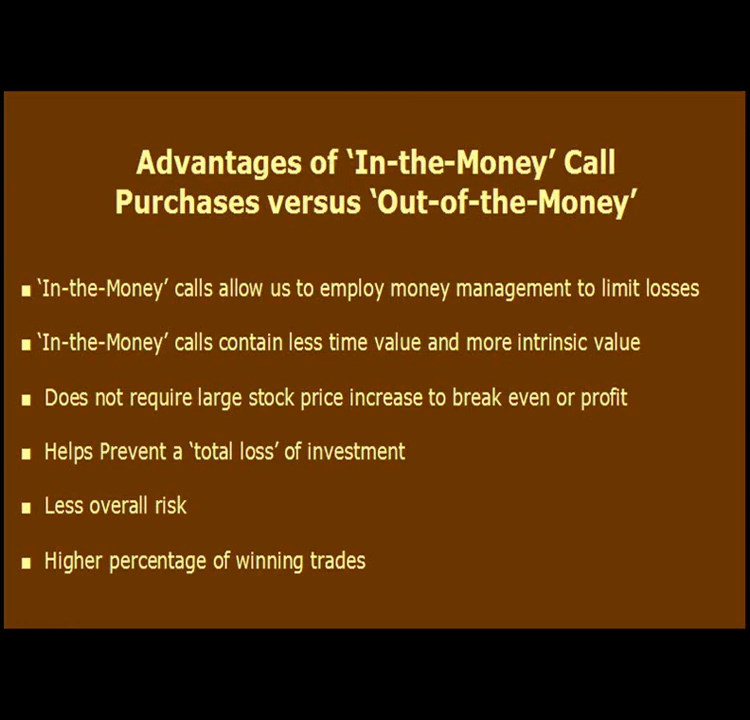 Advantages of ‘In-the-Money’ Call
Purchases versus ‘Out-of-the-Money’
▪ ‘In-the-Money’ calls allow us to employ money management to limit losses
▪ ‘In-the-Money’ calls contain less time value and more intrinsic value
▪ Does not require large stock price increase to break even or profit
▪ Helps Prevent a ‘total loss’ of investment
▪ Less overall risk
▪ Higher percentage of winning trades